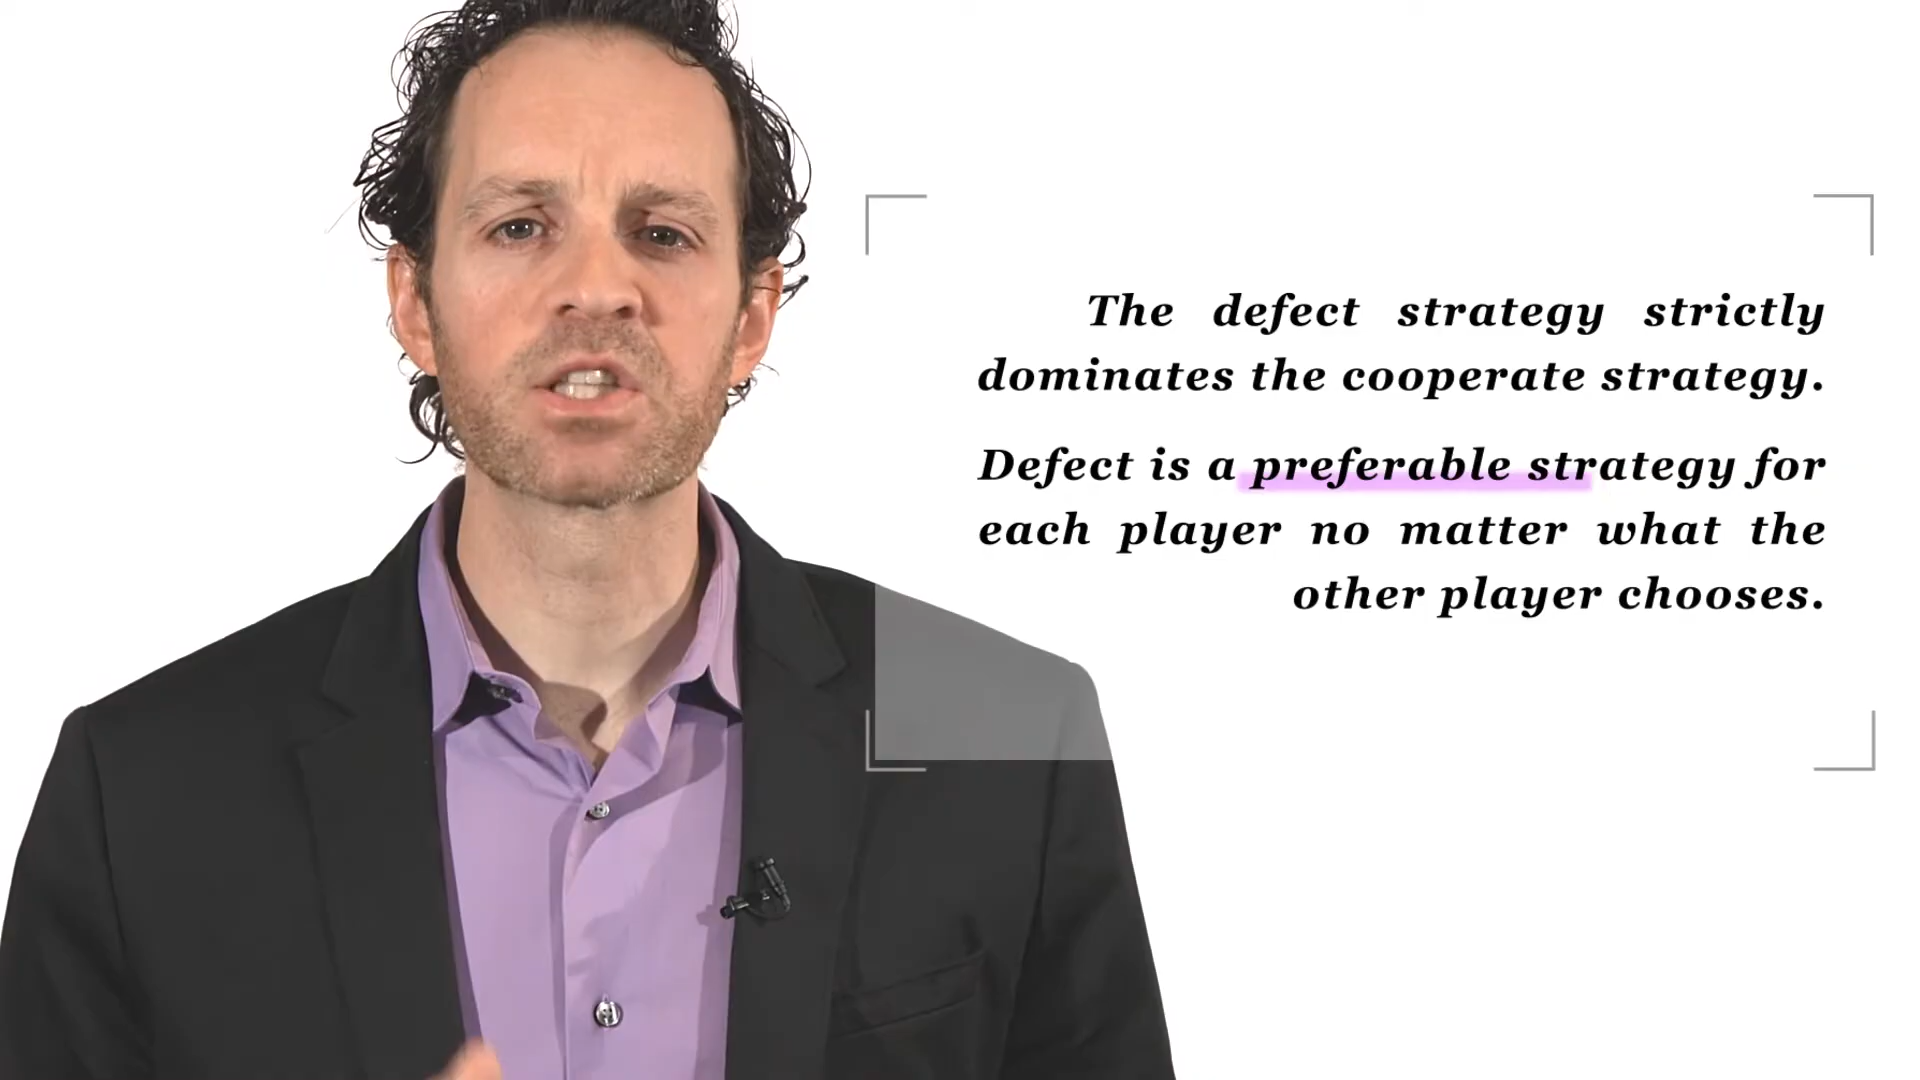 The defect strategy strictly
dominates the cooperate strategy.
Defect is a preferable strategy for
each player no matter what the
other player chooses.